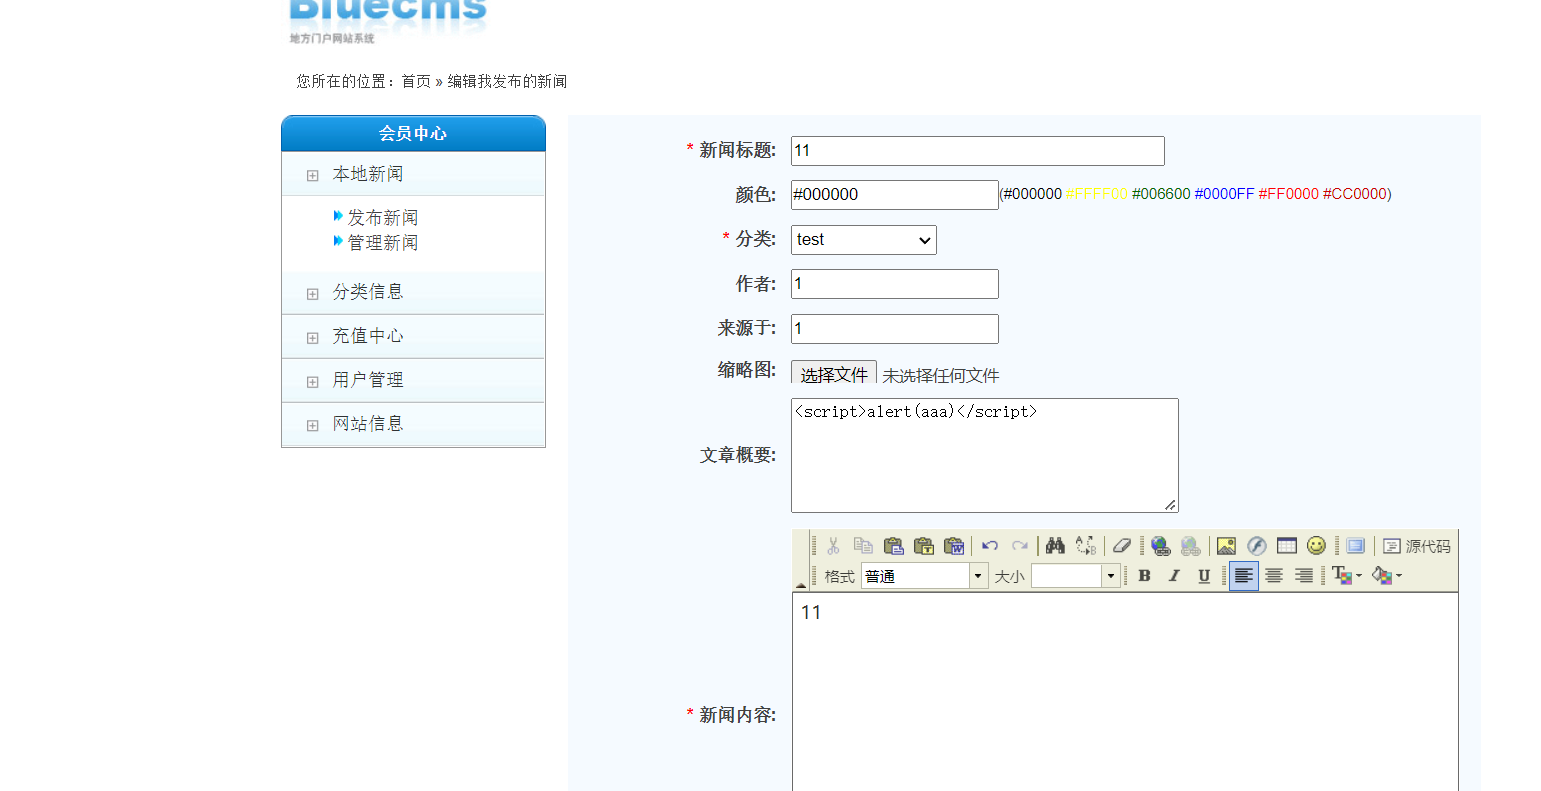 Bluecms
地方门户网站系统
您所在的位置：首页 » 编辑我发布的新闻
会员中心
本地新闻
发布新闻
管理新闻
分类信息
充值中心
用户管理
网站信息
* 新闻标题: 11
颜色: #000000 (#000000 #FFFF00 #006600 #0000FF #FF0000 #CC0000)
* 分类: test
作者: 1
来源于: 1
缩略图: 选择文件 未选择任何文件
文章概要: <script>alert(aaa)</script>
源代码
格式 普通 大小 B I U
* 新闻内容: 11